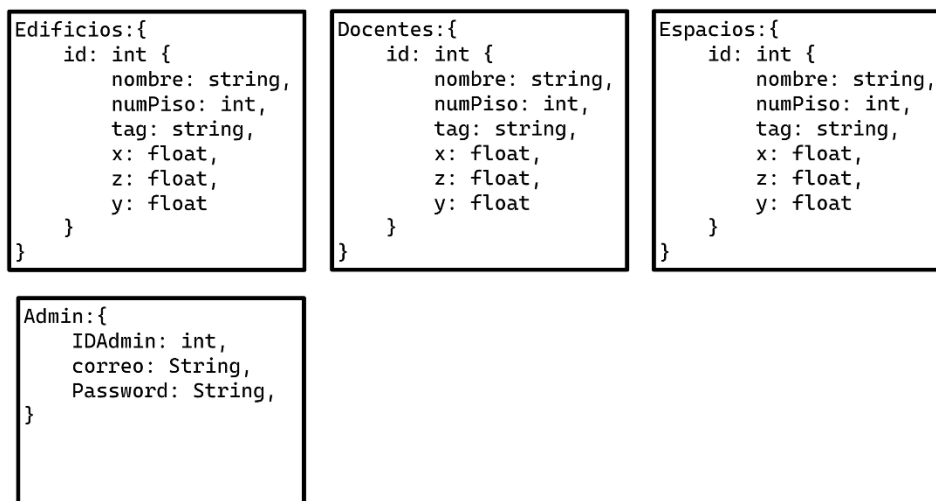 Edificios:{
id: int {
nombre: string,
numPiso: int,
tag: string,
x: float,
z: float,
y: float
}
}
Docentes:{
id: int {
nombre: string,
numPiso: int,
tag: string,
x: float,
z: float,
y: float
}
}
Espacios:{
id: int {
nombre: string,
numPiso: int,
tag: string,
x: float,
z: float,
y: float
}
}
Admin:{
IDAdmin: int,
correo: String,
Password: String,
}